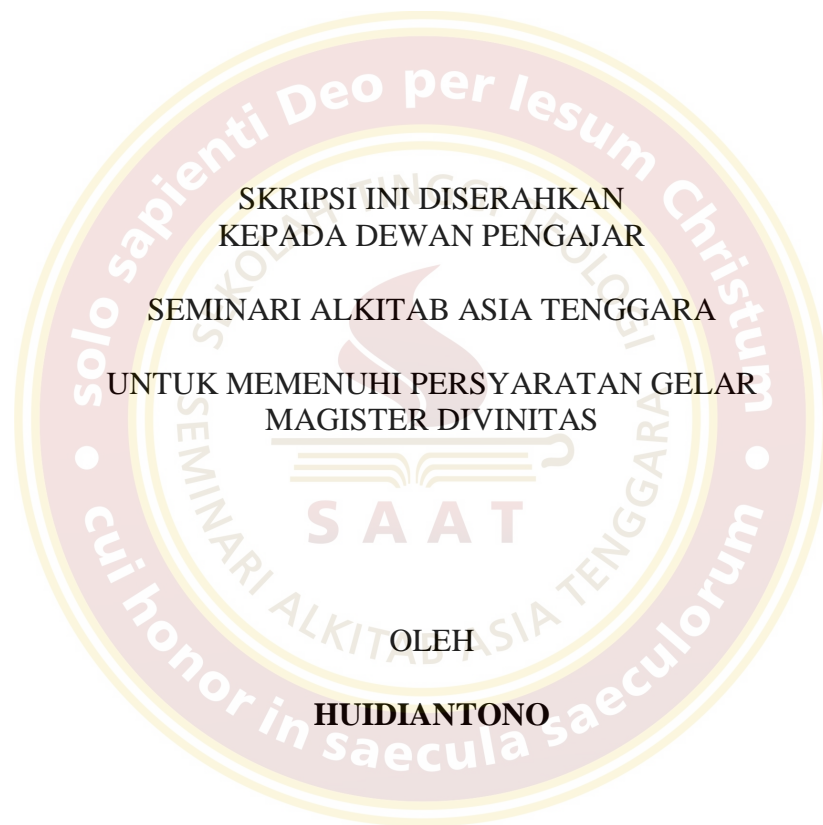 solo sapienti Deo per Iesum Christum
cui honor in saecula saeculorum
SEKOLAH TINGGI TEOLOGI
SEMINARI ALKITAB ASIA TENGGARA
SAAT
SKRIPSI INI DISERAHKAN
KEPADA DEWAN PENGAJAR
SEMINARI ALKITAB ASIA TENGGARA
UNTUK MEMENUHI PERSYARATAN GELAR
MAGISTER DIVINITAS
OLEH
HUIDIANTONO